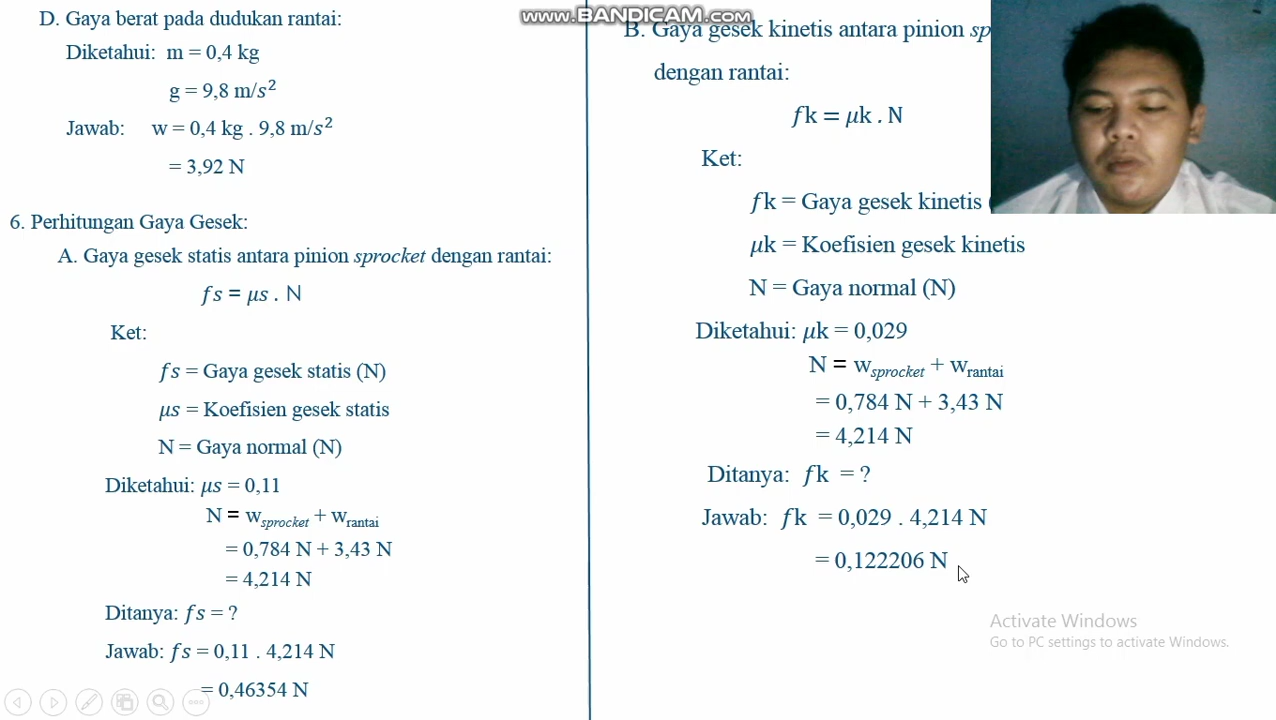 www.BANDICAM.com
D. Gaya berat pada dudukan rantai:
Diketahui: m = 0,4 kg
g = 9,8 m/s²
Jawab: w = 0,4 kg . 9,8 m/s²
= 3,92 N
6. Perhitungan Gaya Gesek:
A. Gaya gesek statis antara pinion sprocket dengan rantai:
fs = μs . N
Ket:
fs = Gaya gesek statis (N)
μs = Koefisien gesek statis
N = Gaya normal (N)
Diketahui: μs = 0,11
N = wsprocket + wrantai
= 0,784 N + 3,43 N
= 4,214 N
Ditanya: fs = ?
Jawab: fs = 0,11 . 4,214 N
= 0,46354 N
B. Gaya gesek kinetis antara pinion sp
dengan rantai:
fk = μk . N
Ket:
fk = Gaya gesek kinetis (
μk = Koefisien gesek kinetis
N = Gaya normal (N)
Diketahui: μk = 0,029
N = wsprocket + wrantai
= 0,784 N + 3,43 N
= 4,214 N
Ditanya: fk = ?
Jawab: fk = 0,029 . 4,214 N
= 0,122206 N
Activate Windows
Go to PC settings to activate Windows.